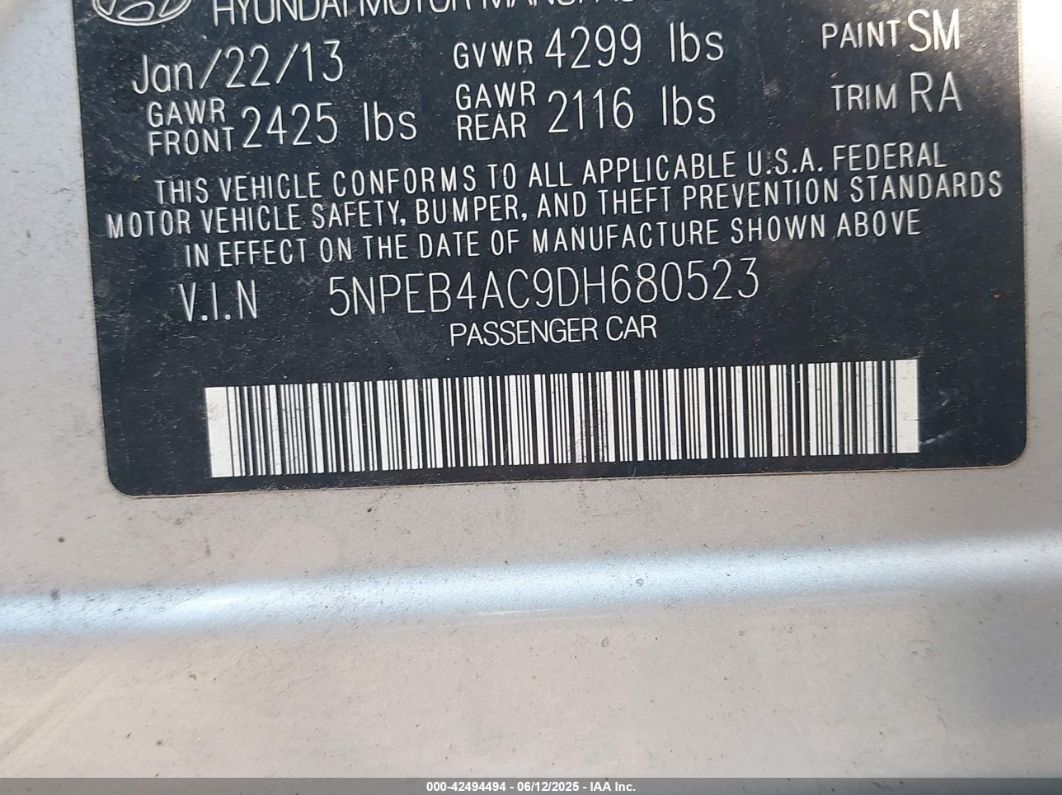 HYUNDAI MOTOR
Jan/22/13 GVWR 4299 lbs PAINT SM
GAWR FRONT 2425 lbs GAWR REAR 2116 lbs TRIM RA
THIS VEHICLE CONFORMS TO ALL APPLICABLE U.S.A. FEDERAL
MOTOR VEHICLE SAFETY, BUMPER, AND THEFT PREVENTION STANDARDS
IN EFFECT ON THE DATE OF MANUFACTURE SHOWN ABOVE
V.I.N 5NPEB4AC9DH680523
PASSENGER CAR
000-42494494 - 06/12/2025 - IAA Inc.